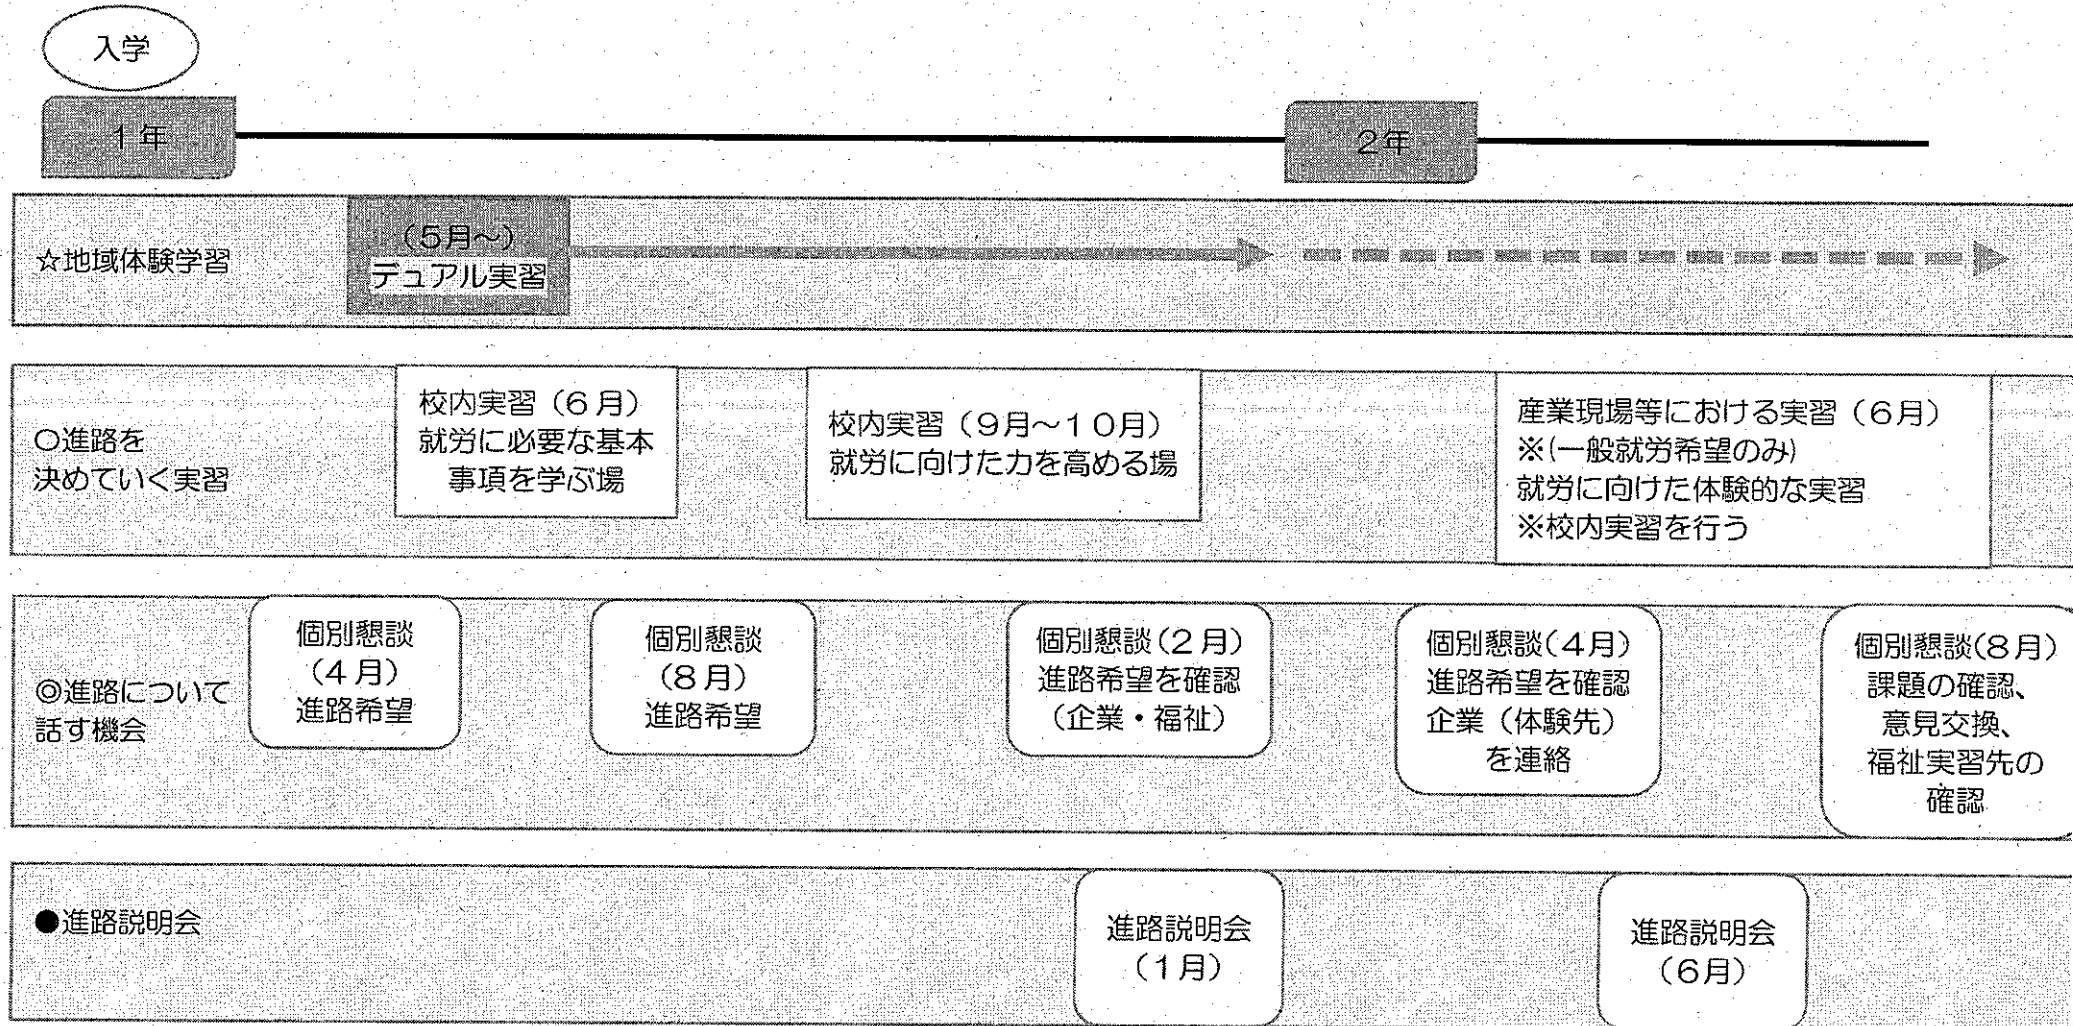 入学
1年
2年
☆地域体験学習
(5月～)
デュアル実習
〇進路を
決めていく実習
校内実習（6月）
就労に必要な基本
事項を学ぶ場
校内実習（9月～10月）
就労に向けた力を高める場
産業現場等における実習（6月）
※(一般就労希望のみ)
就労に向けた体験的な実習
※校内実習を行う
◎進路について
話す機会
個別懇談
(4月)
進路希望
個別懇談
(8月)
進路希望
個別懇談(2月)
進路希望を確認
（企業・福祉）
個別懇談(4月)
進路希望を確認
企業（体験先）
を連絡
個別懇談(8月)
課題の確認、
意見交換、
福祉実習先の
確認
●進路説明会
進路説明会
（1月）
進路説明会
（6月）